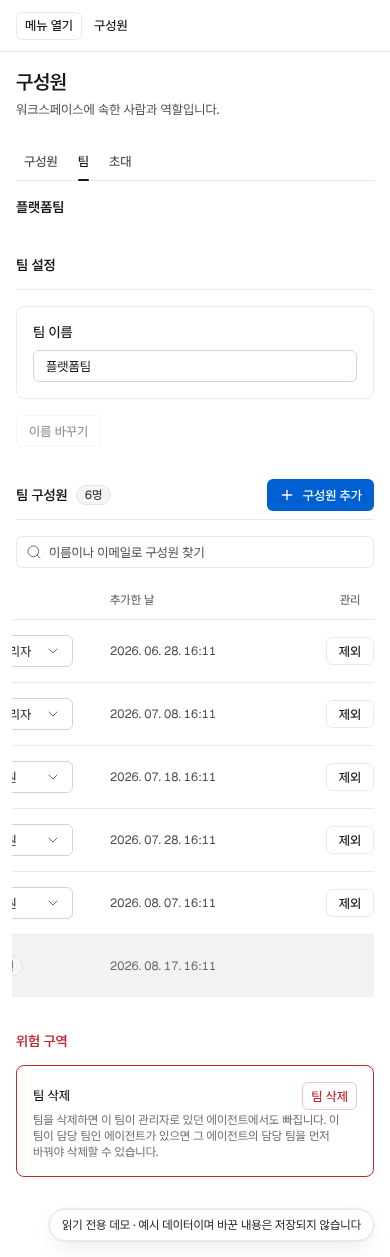 메뉴 열기 구성원
구성원
워크스페이스에 속한 사람과 역할입니다.
구성원 팀 초대
플랫폼팀
팀 설정
팀 이름
플랫폼팀
이름 바꾸기
팀 구성원 6명 구성원 추가
이름이나 이메일로 구성원 찾기
추가한 날 관리
리자 2026. 06. 28. 16:11 제외
리자 2026. 07. 08. 16:11 제외
2026. 07. 18. 16:11 제외
2026. 07. 28. 16:11 제외
2026. 08. 07. 16:11 제외
2026. 08. 17. 16:11
위험 구역
팀 삭제 팀 삭제
팀을 삭제하면 이 팀이 관리자로 있던 에이전트에서도 빠집니다. 이
팀이 담당 팀인 에이전트가 있으면 그 에이전트의 담당 팀을 먼저
바꿔야 삭제할 수 있습니다.
읽기 전용 데모 · 예시 데이터이며 바꾼 내용은 저장되지 않습니다